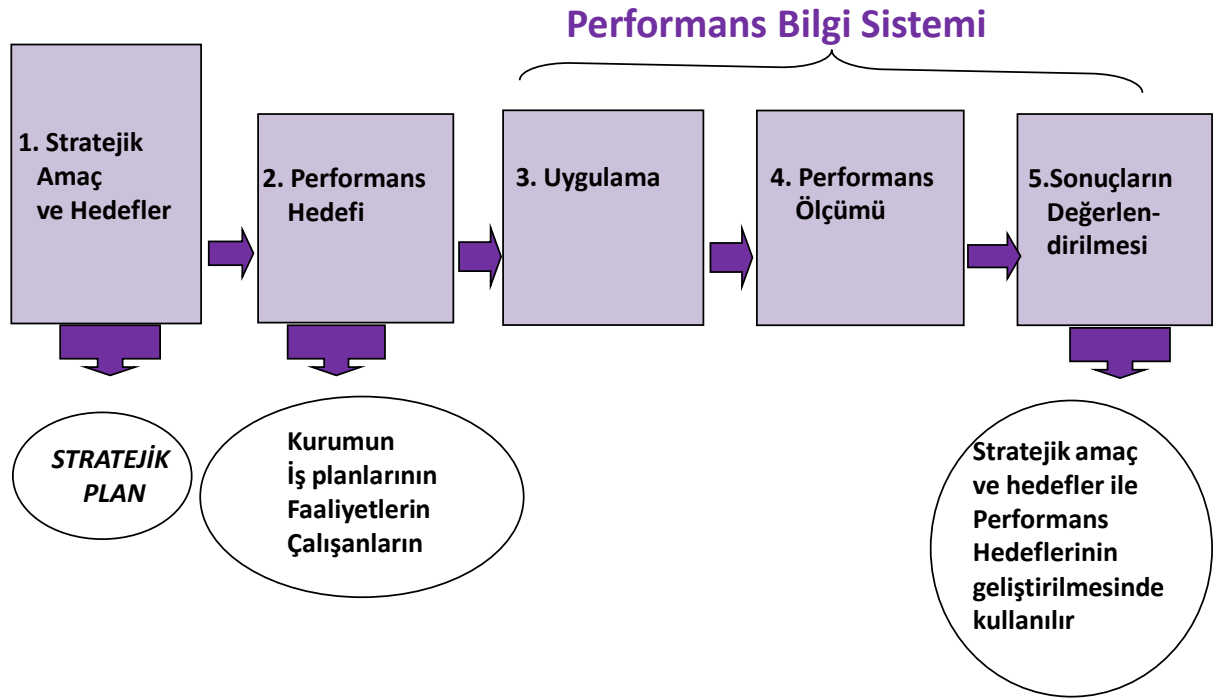 Performans Bilgi Sistemi
1. Stratejik
Amaç
ve Hedefler
2. Performans
Hedefi
3. Uygulama
4. Performans
Ölçümü
5.Sonuçların
Değerlen-
dirilmesi
STRATEJİK
PLAN
Kurumun
İş planlarının
Faaliyetlerin
Çalışanların
Stratejik amaç
ve hedefler ile
Performans
Hedeflerinin
geliştirilmesinde
kullanılır